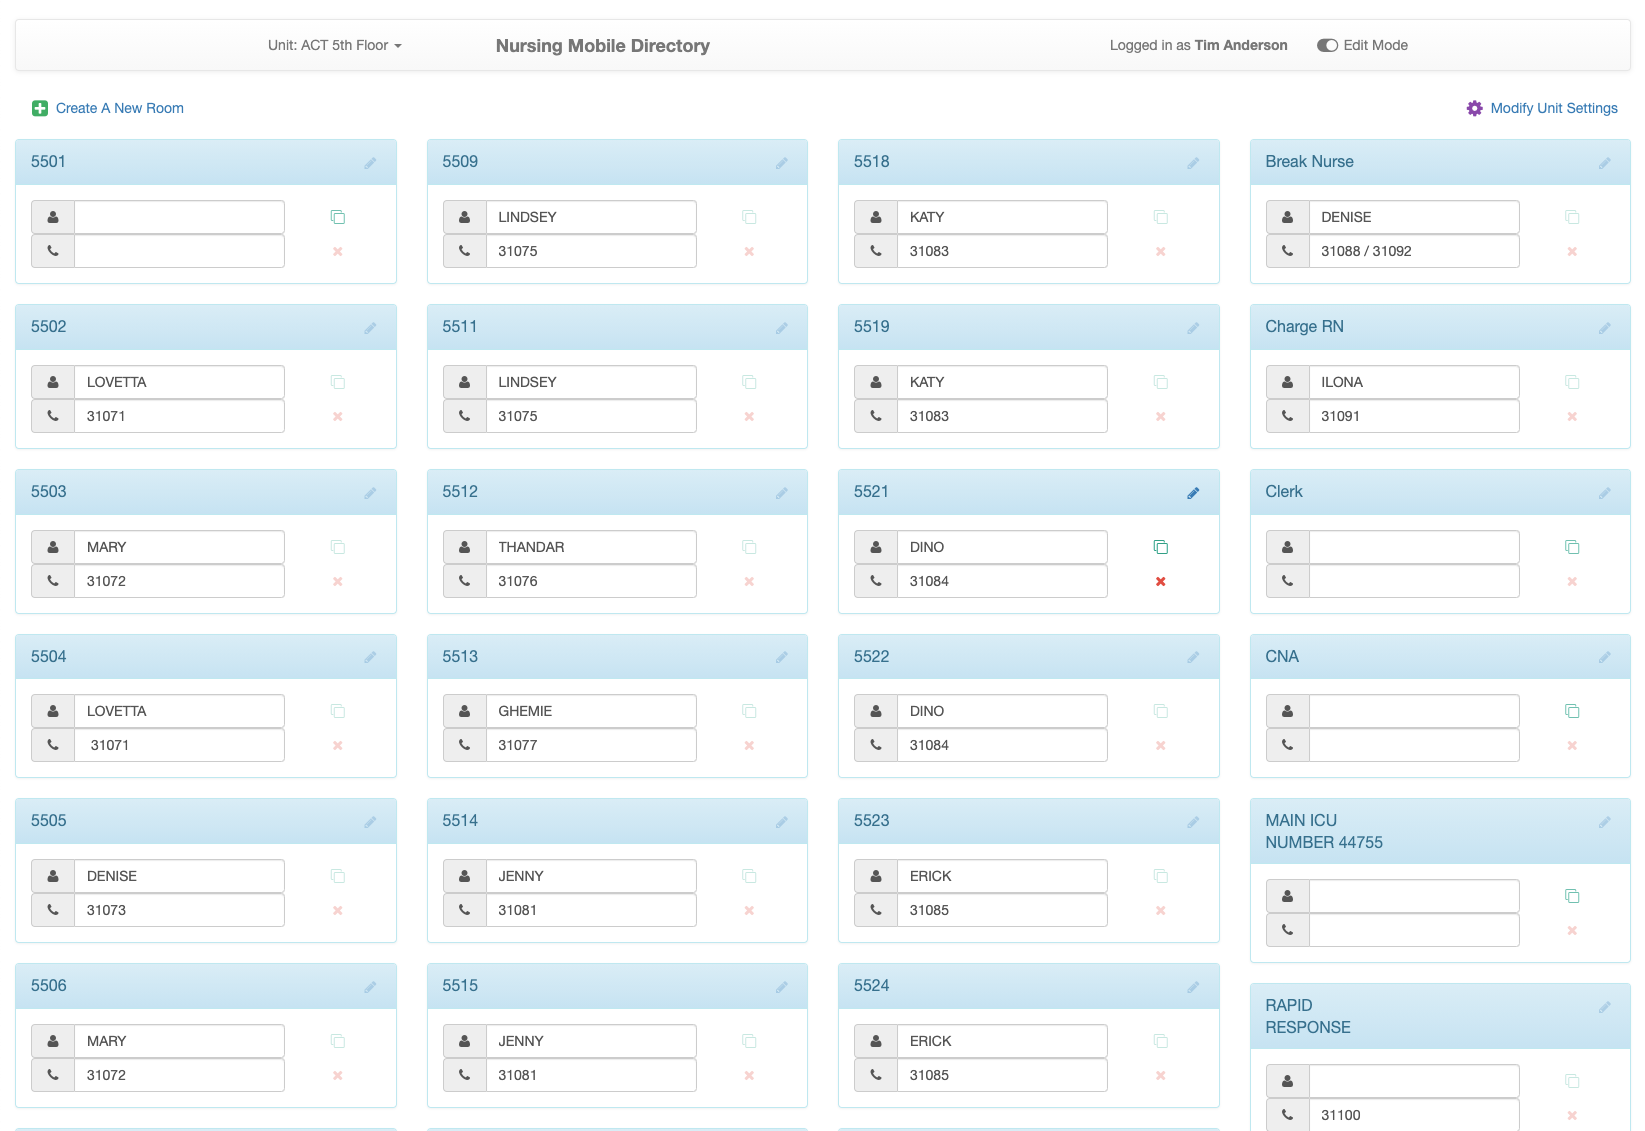 Unit: ACT 5th Floor
Nursing Mobile Directory
Logged in as Tim Anderson
Edit Mode
Create A New Room
Modify Unit Settings
5501
5502
LOVETTA
31071
5503
MARY
31072
5504
LOVETTA
31071
5505
DENISE
31073
5506
MARY
31072
5509
LINDSEY
31075
5511
LINDSEY
31075
5512
THANDAR
31076
5513
GHEMIE
31077
5514
JENNY
31081
5515
JENNY
31081
5518
KATY
31083
5519
KATY
31083
5521
DINO
31084
5522
DINO
31084
5523
ERICK
31085
5524
ERICK
31085
Break Nurse
DENISE
31088 / 31092
Charge RN
ILONA
31091
Clerk
CNA
MAIN ICU
NUMBER 44755
RAPID
RESPONSE
31100